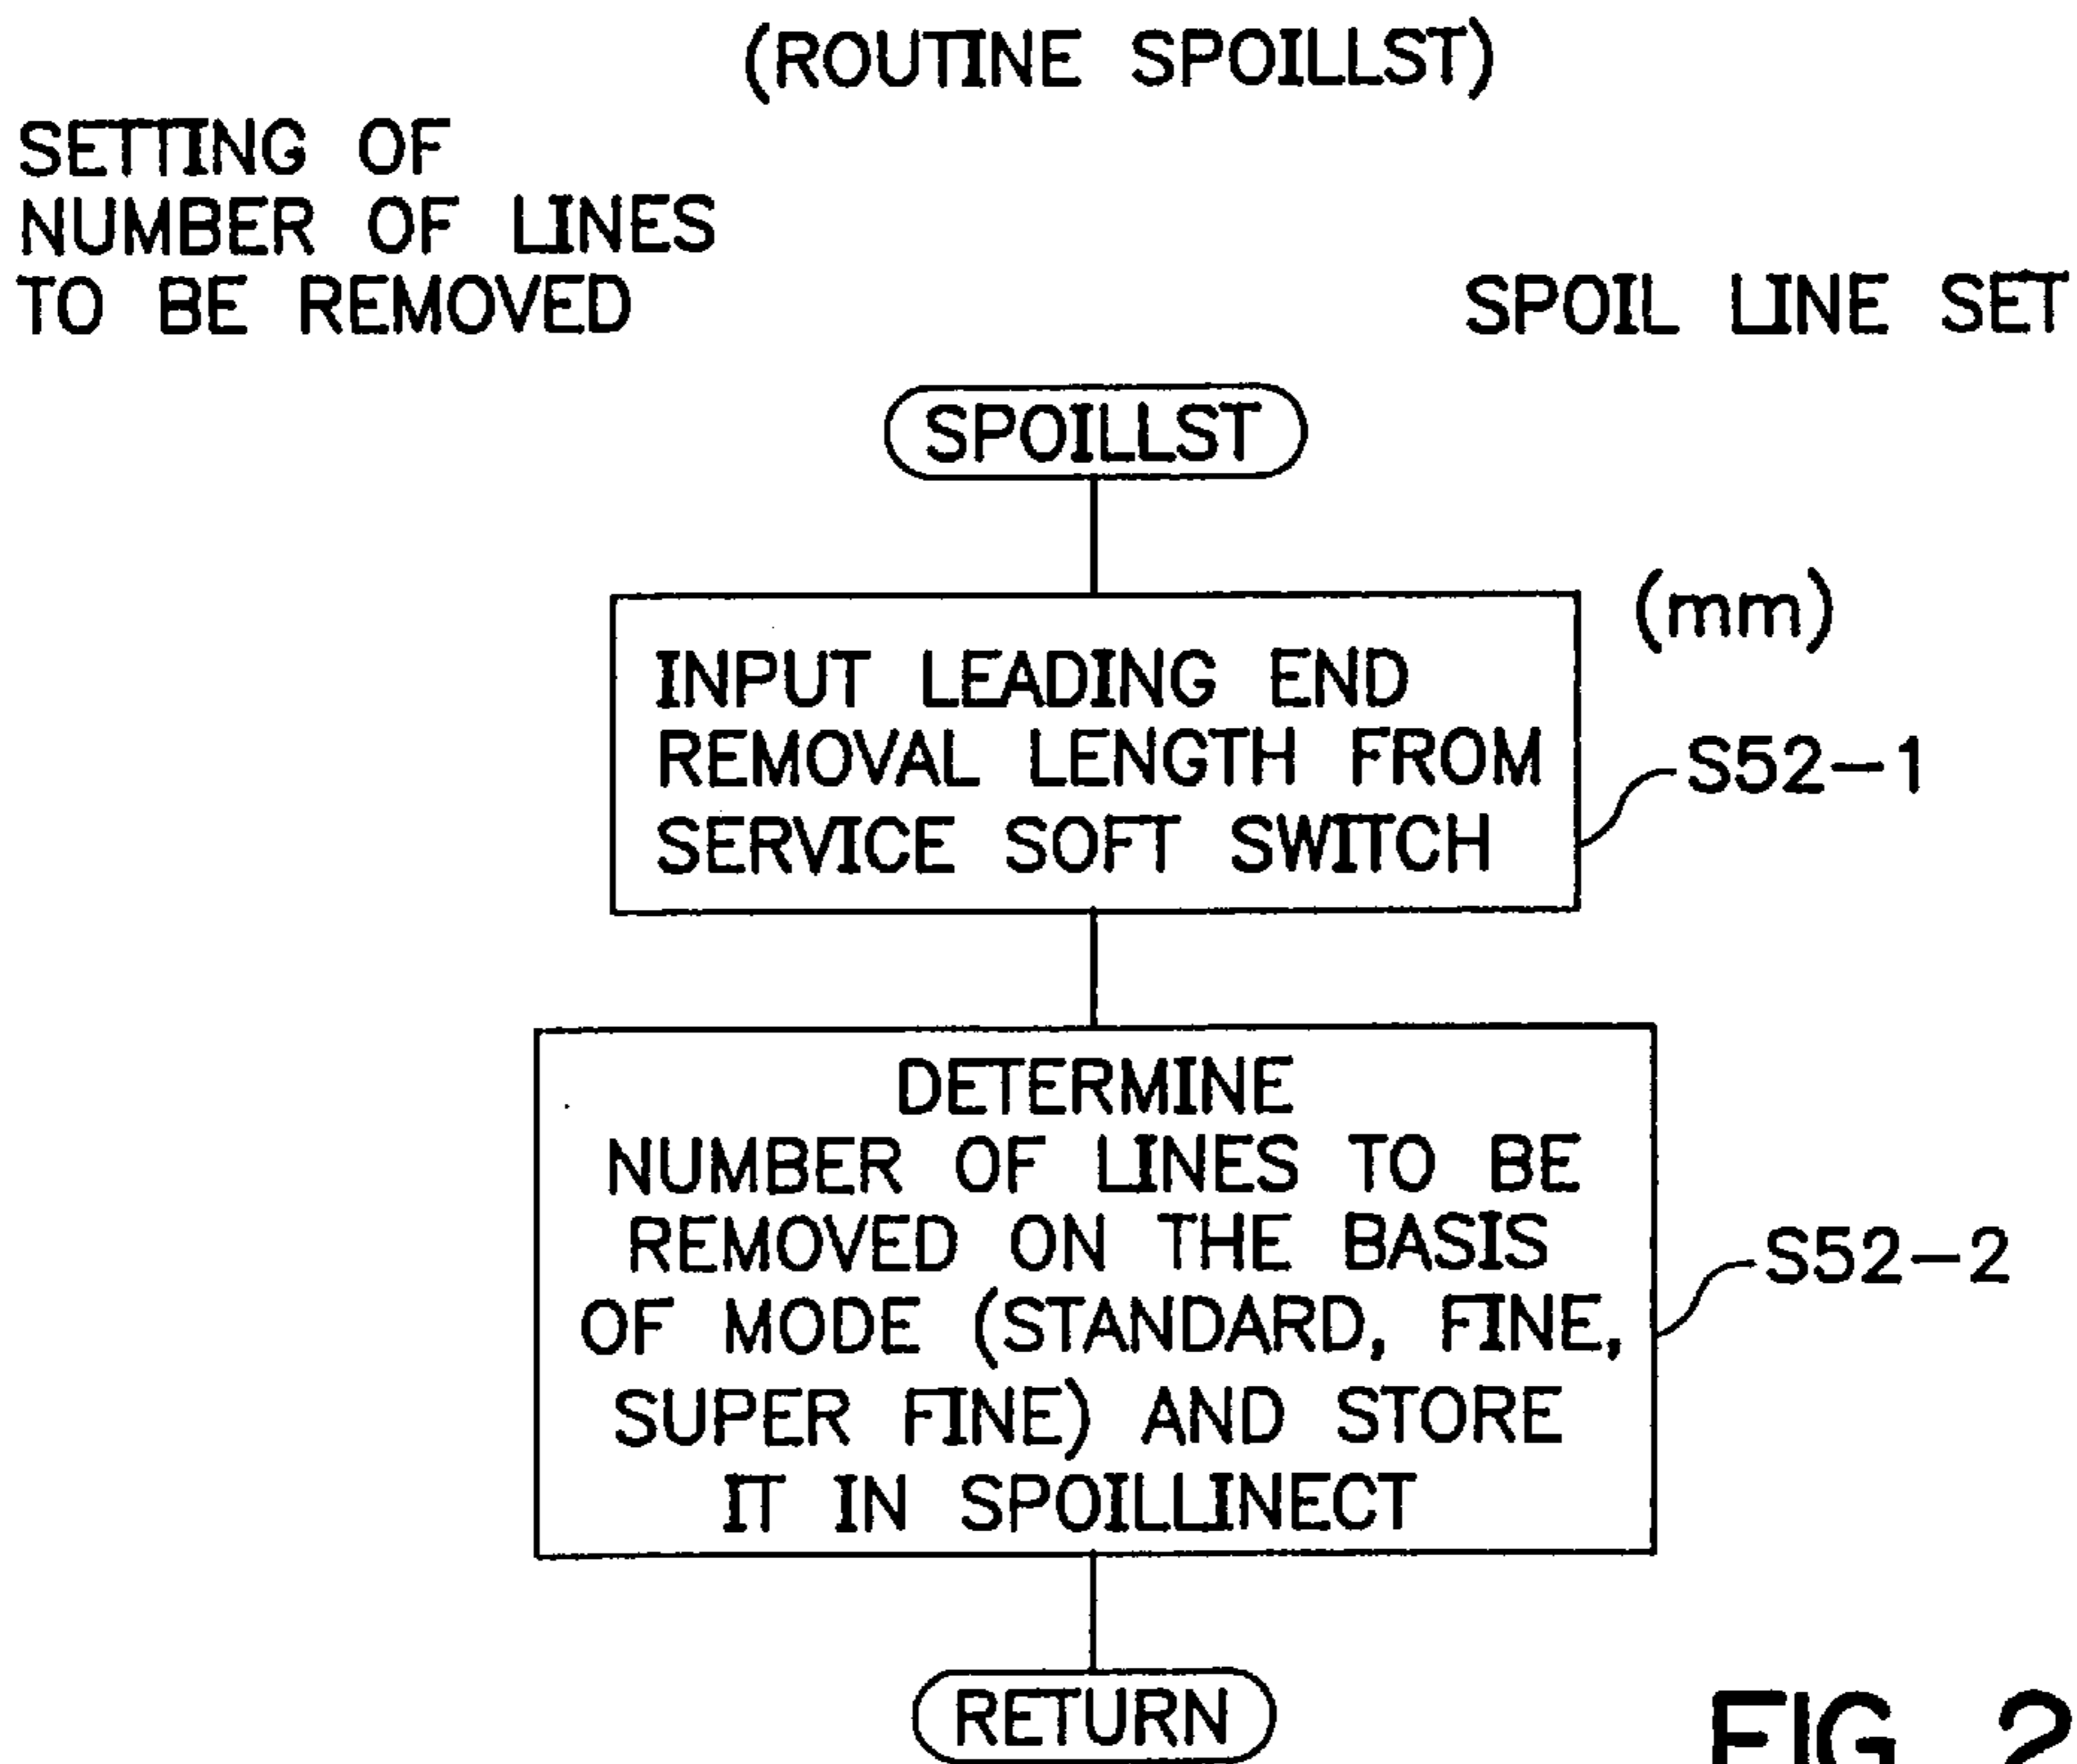 (ROUTINE SPOILLST)
SETTING OF
NUMBER OF LINES
TO BE REMOVED
SPOIL LINE SET
SPOILLST
(mm)
INPUT LEADING END
REMOVAL LENGTH FROM
SERVICE SOFT SWITCH
S52-1
DETERMINE
NUMBER OF LINES TO BE
REMOVED ON THE BASIS
OF MODE (STANDARD, FINE,
SUPER FINE) AND STORE
IT IN SPOILLINECT
S52-2
RETURN
FIG. 2